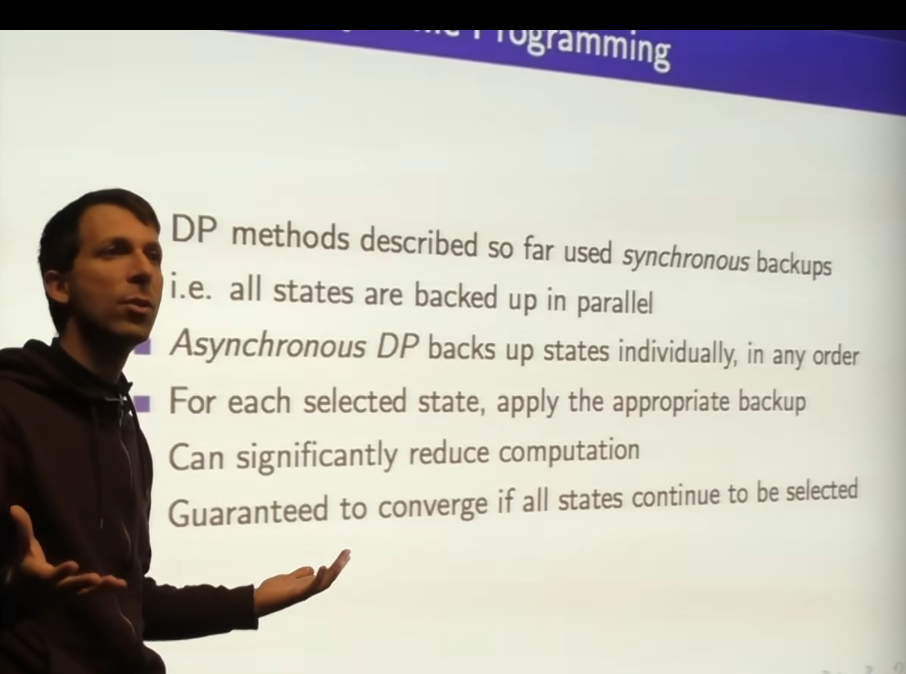 Programming
DP methods described so far used synchronous backups
i.e. all states are backed up in parallel
Asynchronous DP backs up states individually, in any order
For each selected state, apply the appropriate backup
Can significantly reduce computation
Guaranteed to converge if all states continue to be selected